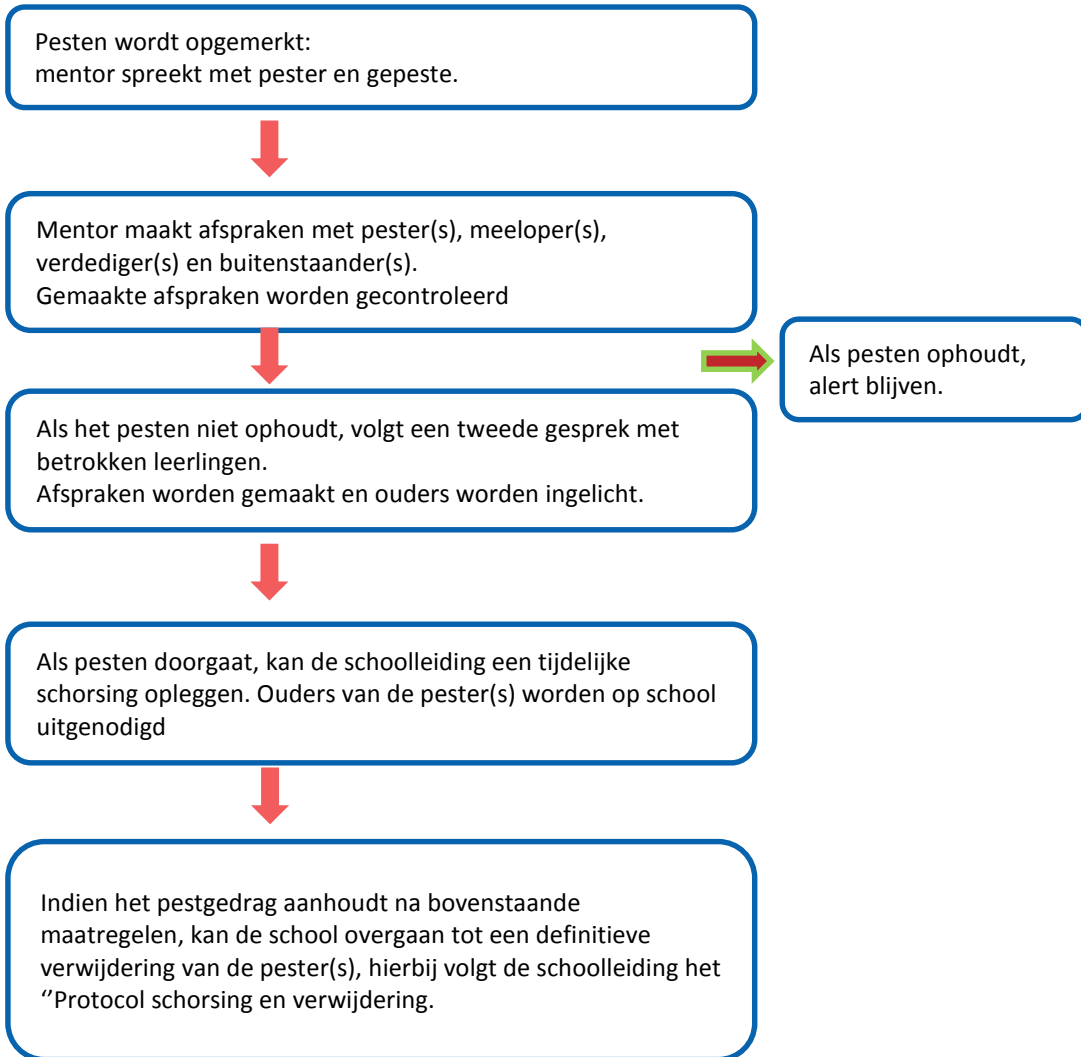 Pesten wordt opgemerkt:
mentor spreekt met pester en gepeste.
Mentor maakt afspraken met pester(s), meeloper(s),
verdediger(s) en buitenstaander(s).
Gemaakte afspraken worden gecontroleerd
Als pesten ophoudt,
alert blijven.
Als het pesten niet ophoudt, volgt een tweede gesprek met
betrokken leerlingen.
Afspraken worden gemaakt en ouders worden ingelicht.
Als pesten doorgaat, kan de schoolleiding een tijdelijke
schorsing opleggen. Ouders van de pester(s) worden op school
uitgenodigd
Indien het pestgedrag aanhoudt na bovenstaande
maatregelen, kan de school overgaan tot een definitieve
verwijdering van de pester(s), hierbij volgt de schoolleiding het
‘’Protocol schorsing en verwijdering.